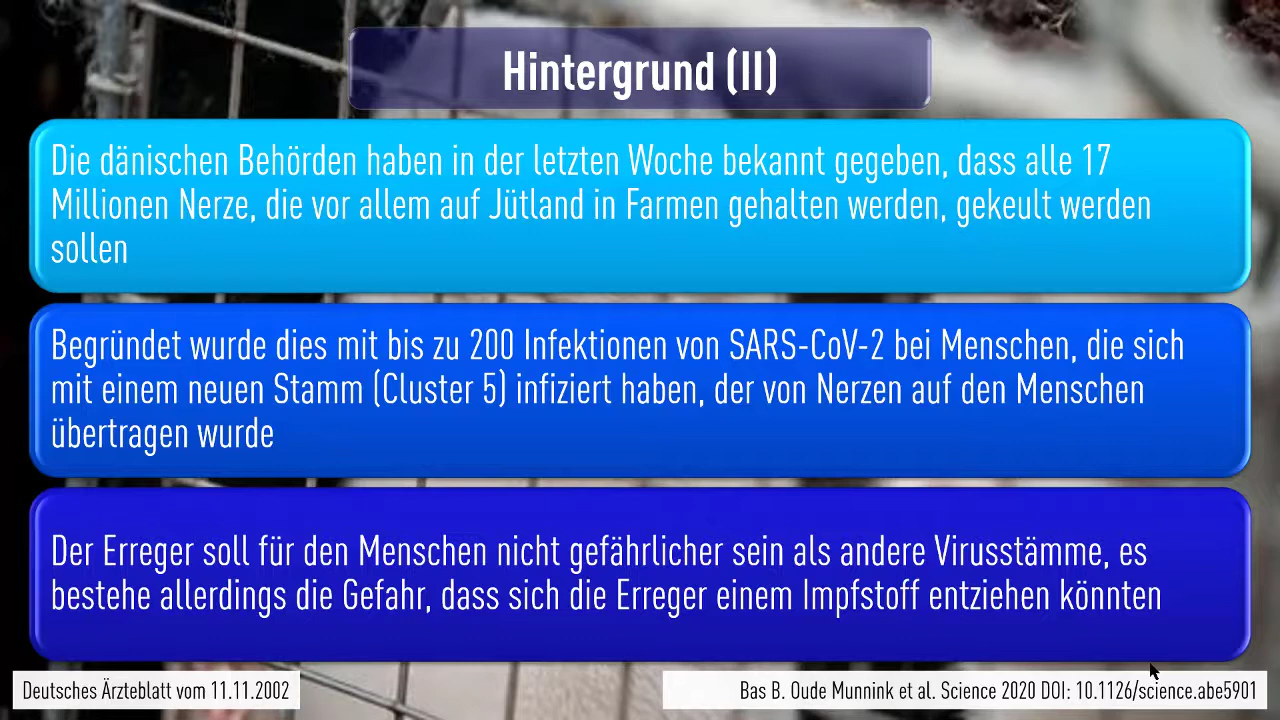 Hintergrund (II)
Die dänischen Behörden haben in der letzten Woche bekannt gegeben, dass alle 17
Millionen Nerze, die vor allem auf Jütland in Farmen gehalten werden, gekeult werden
sollen
Begründet wurde dies mit bis zu 200 Infektionen von SARS-CoV-2 bei Menschen, die sich
mit einem neuen Stamm (Cluster 5) infiziert haben, der von Nerzen auf den Menschen
übertragen wurde
Der Erreger soll für den Menschen nicht gefährlicher sein als andere Virusstämme, es
bestehe allerdings die Gefahr, dass sich die Erreger einem Impfstoff entziehen könnten
Deutsches Ärzteblatt vom 11.11.2002
Bas B. Oude Munnink et al. Science 2020 DOI: 10.1126/science.abe5901